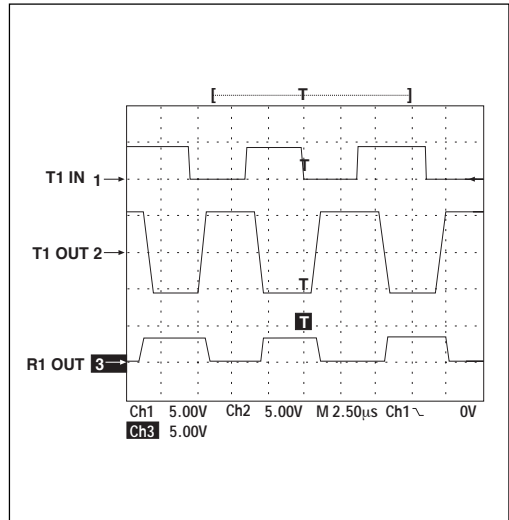 [ T ]
T1 IN 1
T
T1 OUT 2
T
T
R1 OUT 3
Ch1 5.00V Ch2 5.00V M 2.50µs Ch1 0V
Ch3 5.00V